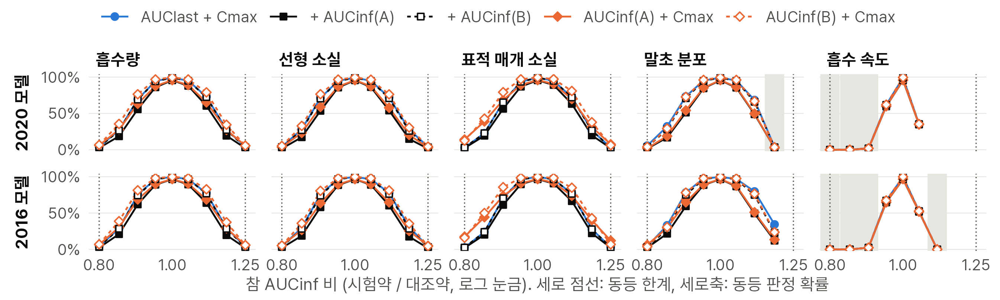 AUClast + Cmax + AUCinf(A) + AUCinf(B) AUCinf(A) + Cmax AUCinf(B) + Cmax
흡수량 선형 소실 표적 매개 소실 말초 분포 흡수 속도
2020 모델
100%
50%
0%
2016 모델
100%
50%
0%
0.80 1.00 1.25 0.80 1.00 1.25 0.80 1.00 1.25 0.80 1.00 1.25 0.80 1.00 1.25
참 AUCinf 비 (시험약 / 대조약, 로그 눈금). 세로 점선: 동등 한계, 세로축: 동등 판정 확률